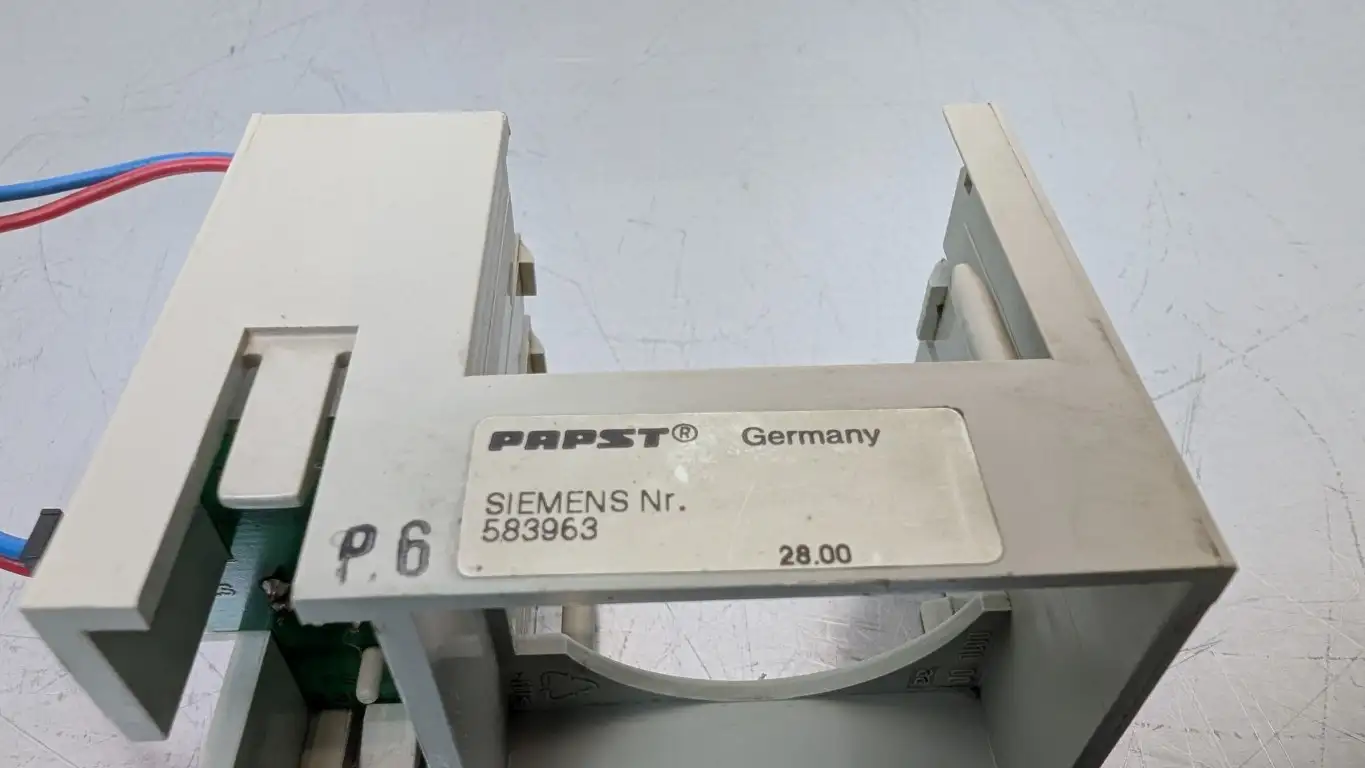 PAPST® Germany
SIEMENS Nr.
583963
28.00
P.6